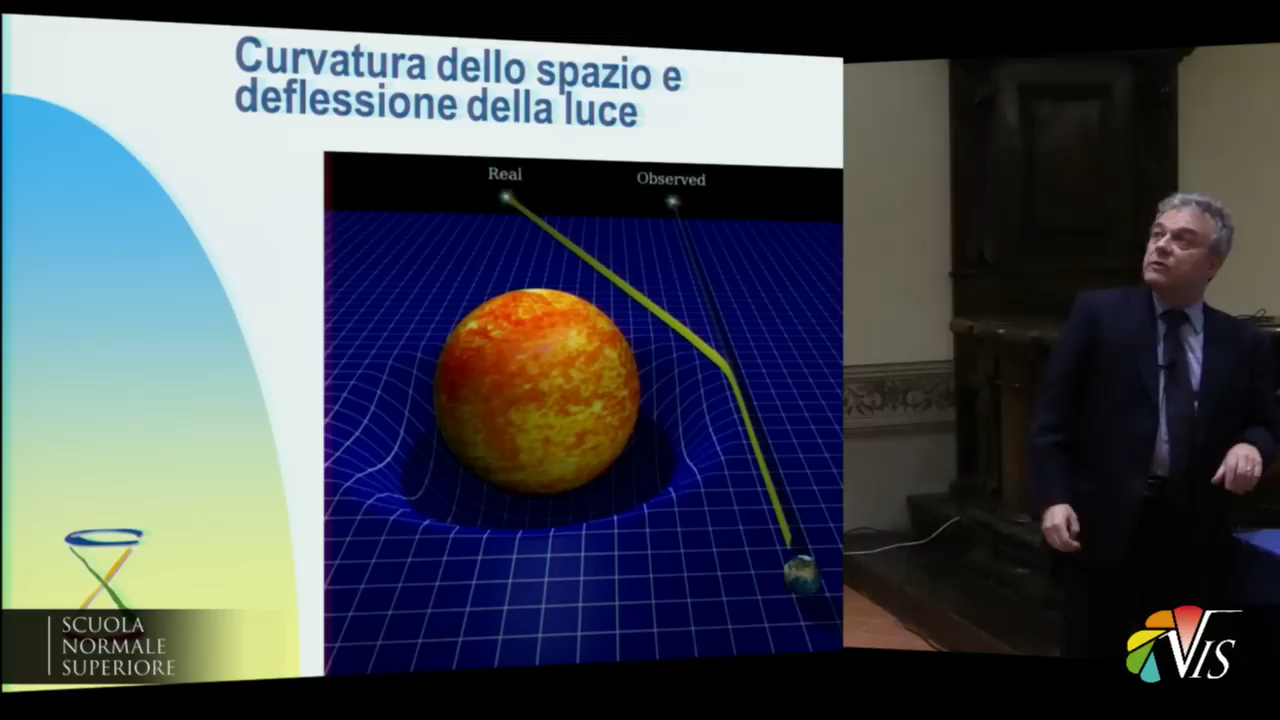 Curvatura dello spazio e
deflessione della luce
Real
Observed
SCUOLA
NORMALE
SUPERIORE
VIS